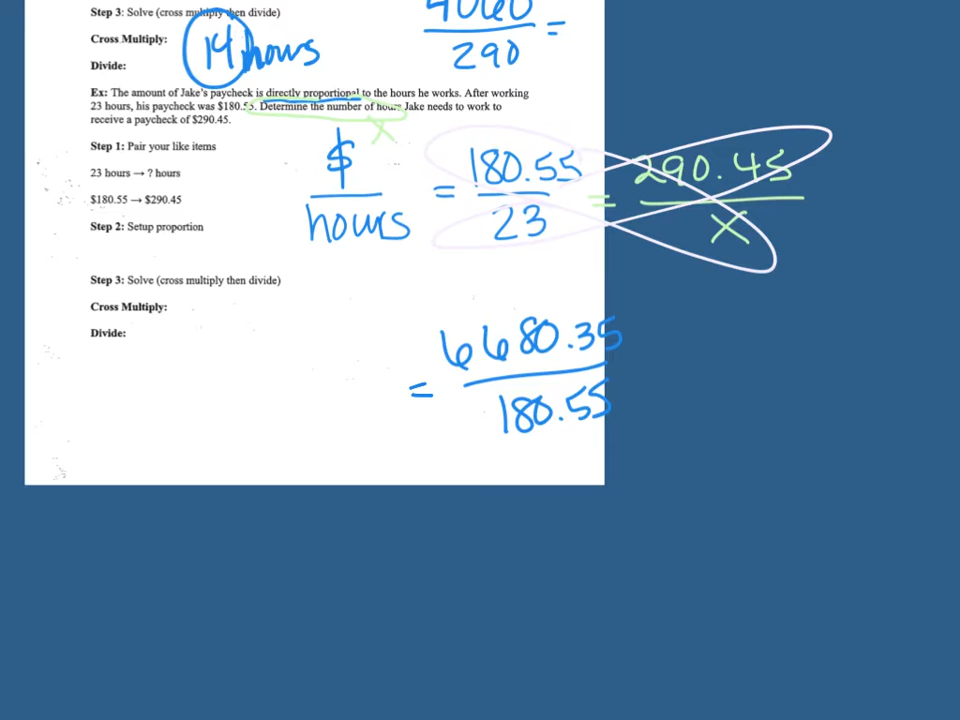 Step 3: Solve (cross multiply then divide)
4060
Cross Multiply:
14 hours
=
290
Divide:
Ex: The amount of Jake's paycheck is directly proportional to the hours he works. After working
23 hours, his paycheck was $180.55. Determine the number of hours Jake needs to work to
receive a paycheck of $290.45.
x
Step 1: Pair your like items
23 hours → ? hours
$180.55 → $290.45
Step 2: Setup proportion
$ / hours = 180.55 / 23 = 290.45 / x
Step 3: Solve (cross multiply then divide)
Cross Multiply:
Divide:
= 6680.35 / 180.55